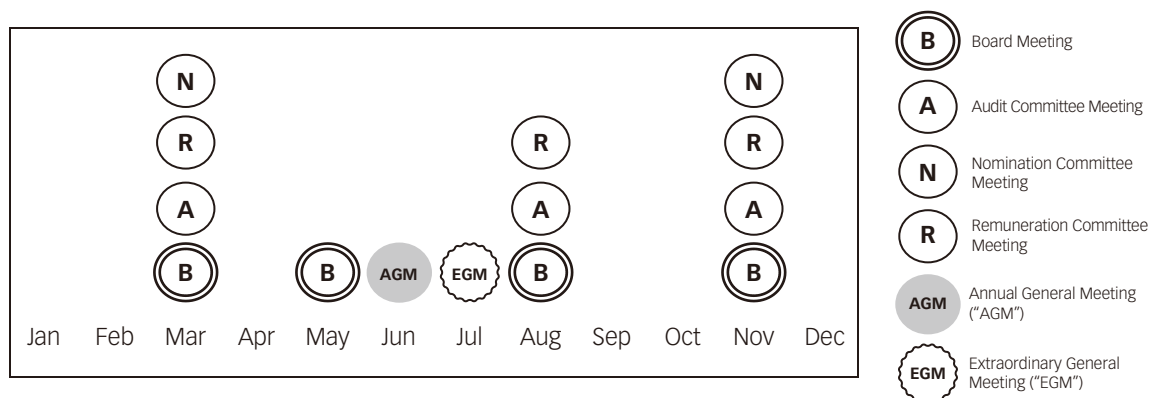 N N
R R R
A A A
B B AGM EGM B B
Jan Feb Mar Apr May Jun Jul Aug Sep Oct Nov Dec
B Board Meeting
A Audit Committee Meeting
N Nomination Committee
Meeting
R Remuneration Committee
Meeting
AGM Annual General Meeting
(“AGM”)
EGM Extraordinary General
Meeting (“EGM”)